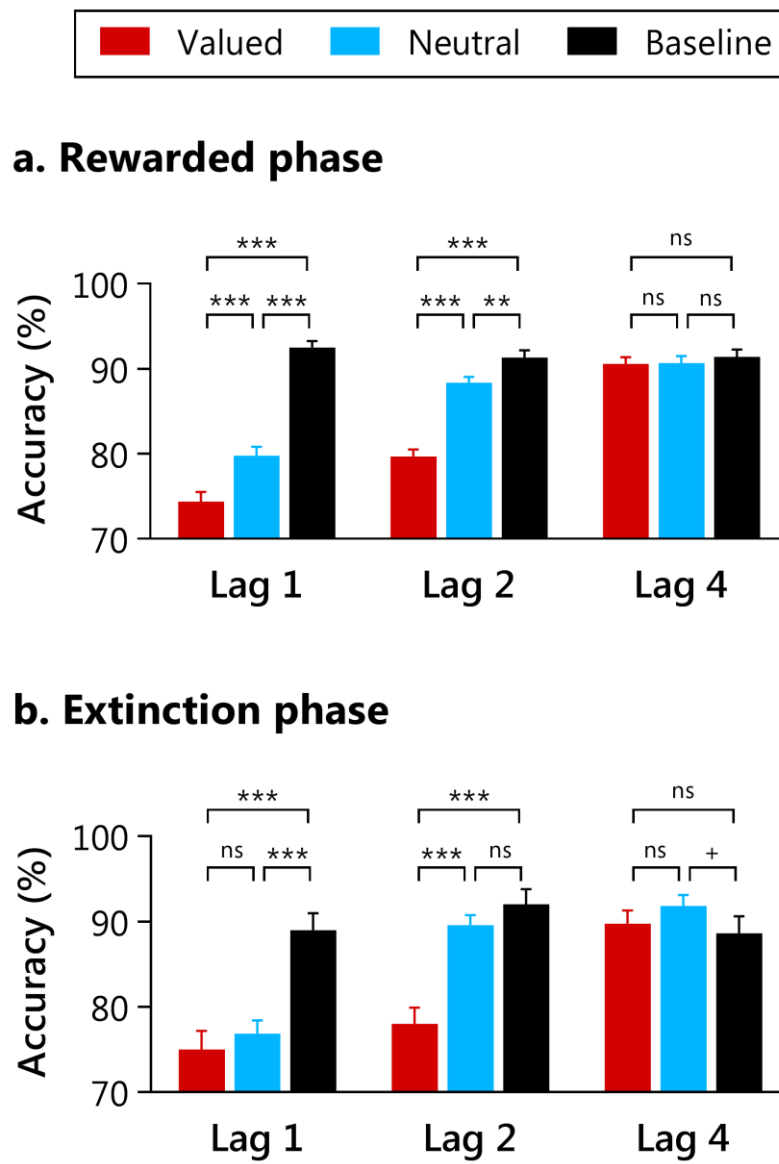 Valued Neutral Baseline
a. Rewarded phase
*** *** ns
100 *** *** *** ** ns ns
90
80
70
Accuracy (%)
Lag 1 Lag 2 Lag 4
b. Extinction phase
*** *** ns
100 ns *** *** ns ns +
90
80
70
Accuracy (%)
Lag 1 Lag 2 Lag 4